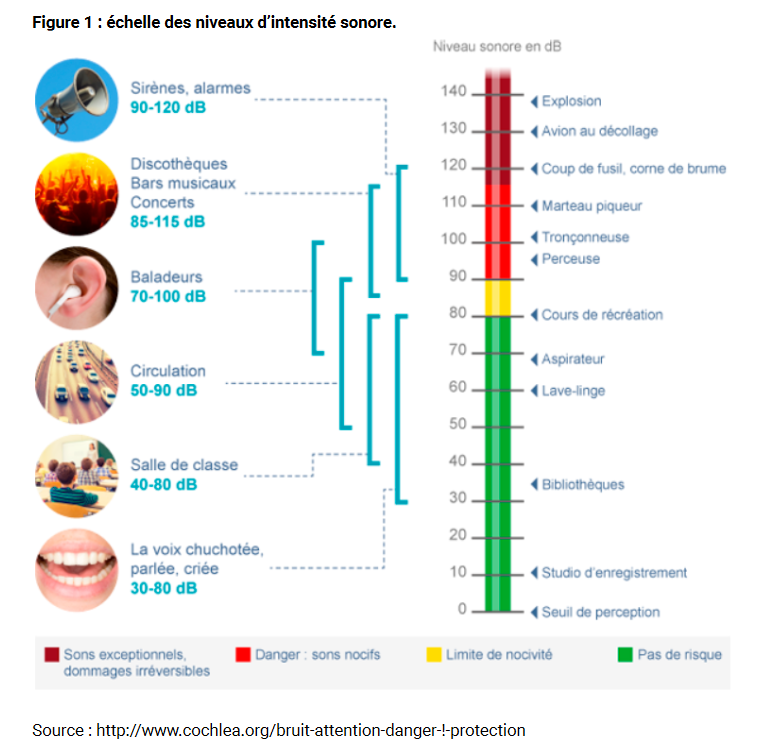 Figure 1 : échelle des niveaux d’intensité sonore.
Niveau sonore en dB
Sirènes, alarmes
90-120 dB
Discothèques
Bars musicaux
Concerts
85-115 dB
Baladeurs
70-100 dB
Circulation
50-90 dB
Salle de classe
40-80 dB
La voix chuchotée,
parlée, criée
30-80 dB
140
Explosion
130
Avion au décollage
120
Coup de fusil, corne de brume
110
Marteau piqueur
100
Tronçonneuse
Perceuse
90
80
Cours de récréation
70
Aspirateur
60
Lave-linge
50
40
Bibliothèques
30
20
10
Studio d’enregistrement
0
Seuil de perception
Sons exceptionnels,
dommages irréversibles
Danger : sons nocifs
Limite de nocivité
Pas de risque
Source : http://www.cochlea.org/bruit-attention-danger-!-protection